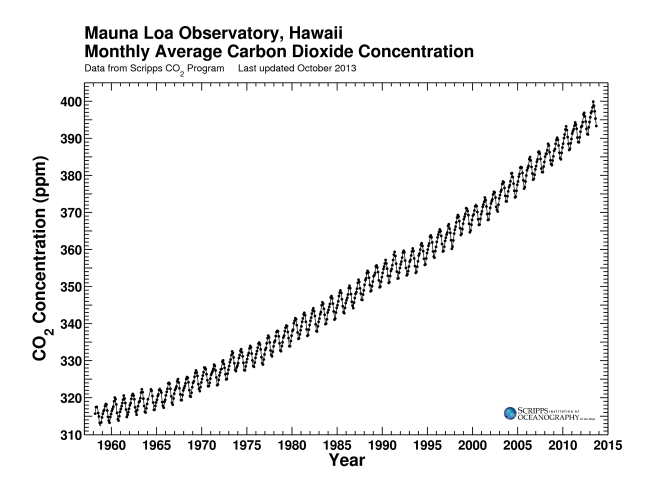 Mauna Loa Observatory, Hawaii
Monthly Average Carbon Dioxide Concentration
Data from Scripps CO2 Program Last updated October 2013
CO2 Concentration (ppm)
400
390
380
370
360
350
340
330
320
310
SCRIPPS INSTITUTION OF
OCEANOGRAPHY
1960 1965 1970 1975 1980 1985 1990 1995 2000 2005 2010 2015
Year